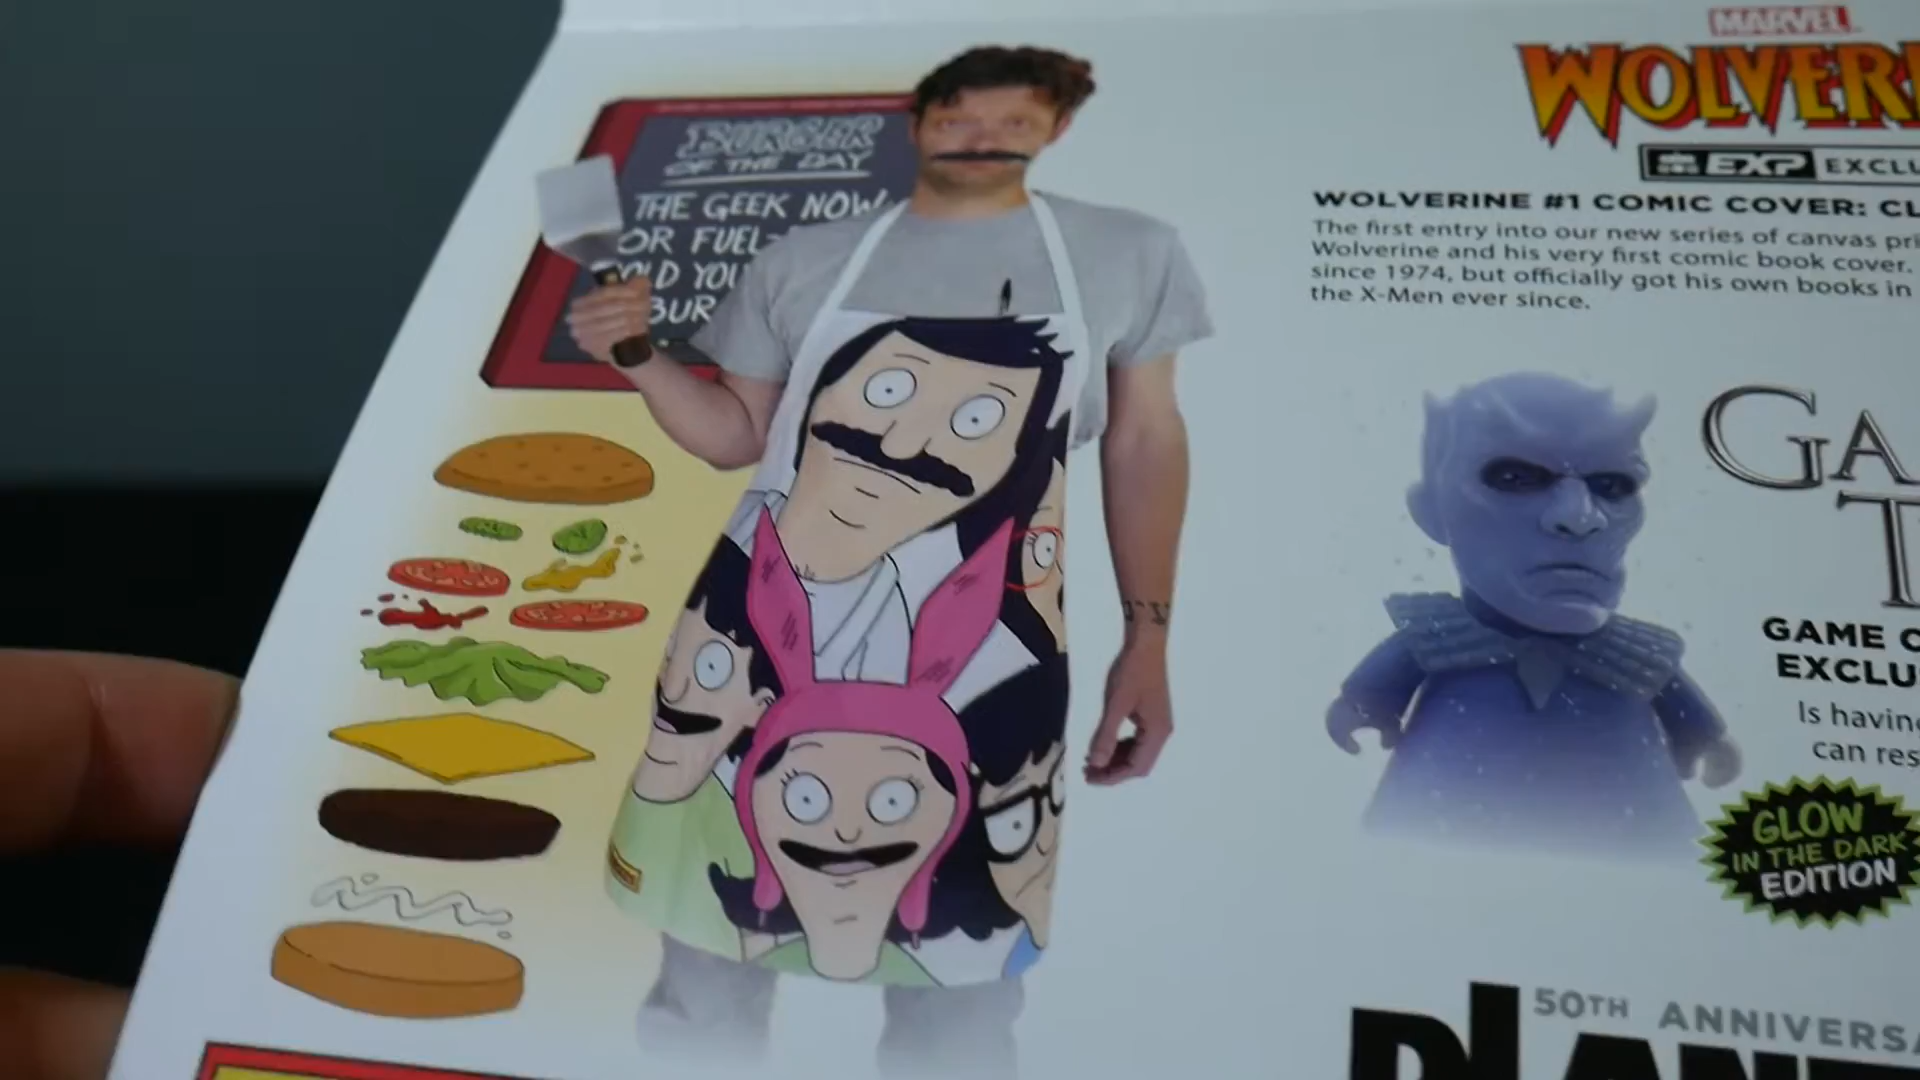 BURGER
OF THE DAY
THE GEEK NOW
OR FUEL-
OLD YOU
BUR
MARVEL
WOLVER
EXP EXCLU
WOLVERINE #1 COMIC COVER: CL
The first entry into our new series of canvas pri
Wolverine and his very first comic book cover.
since 1974, but officially got his own books in
the X-Men ever since.
GA
T
GAME O
EXCLU
Is having
can res
GLOW
IN THE DARK
EDITION
50TH ANNIVERSA
PLANE